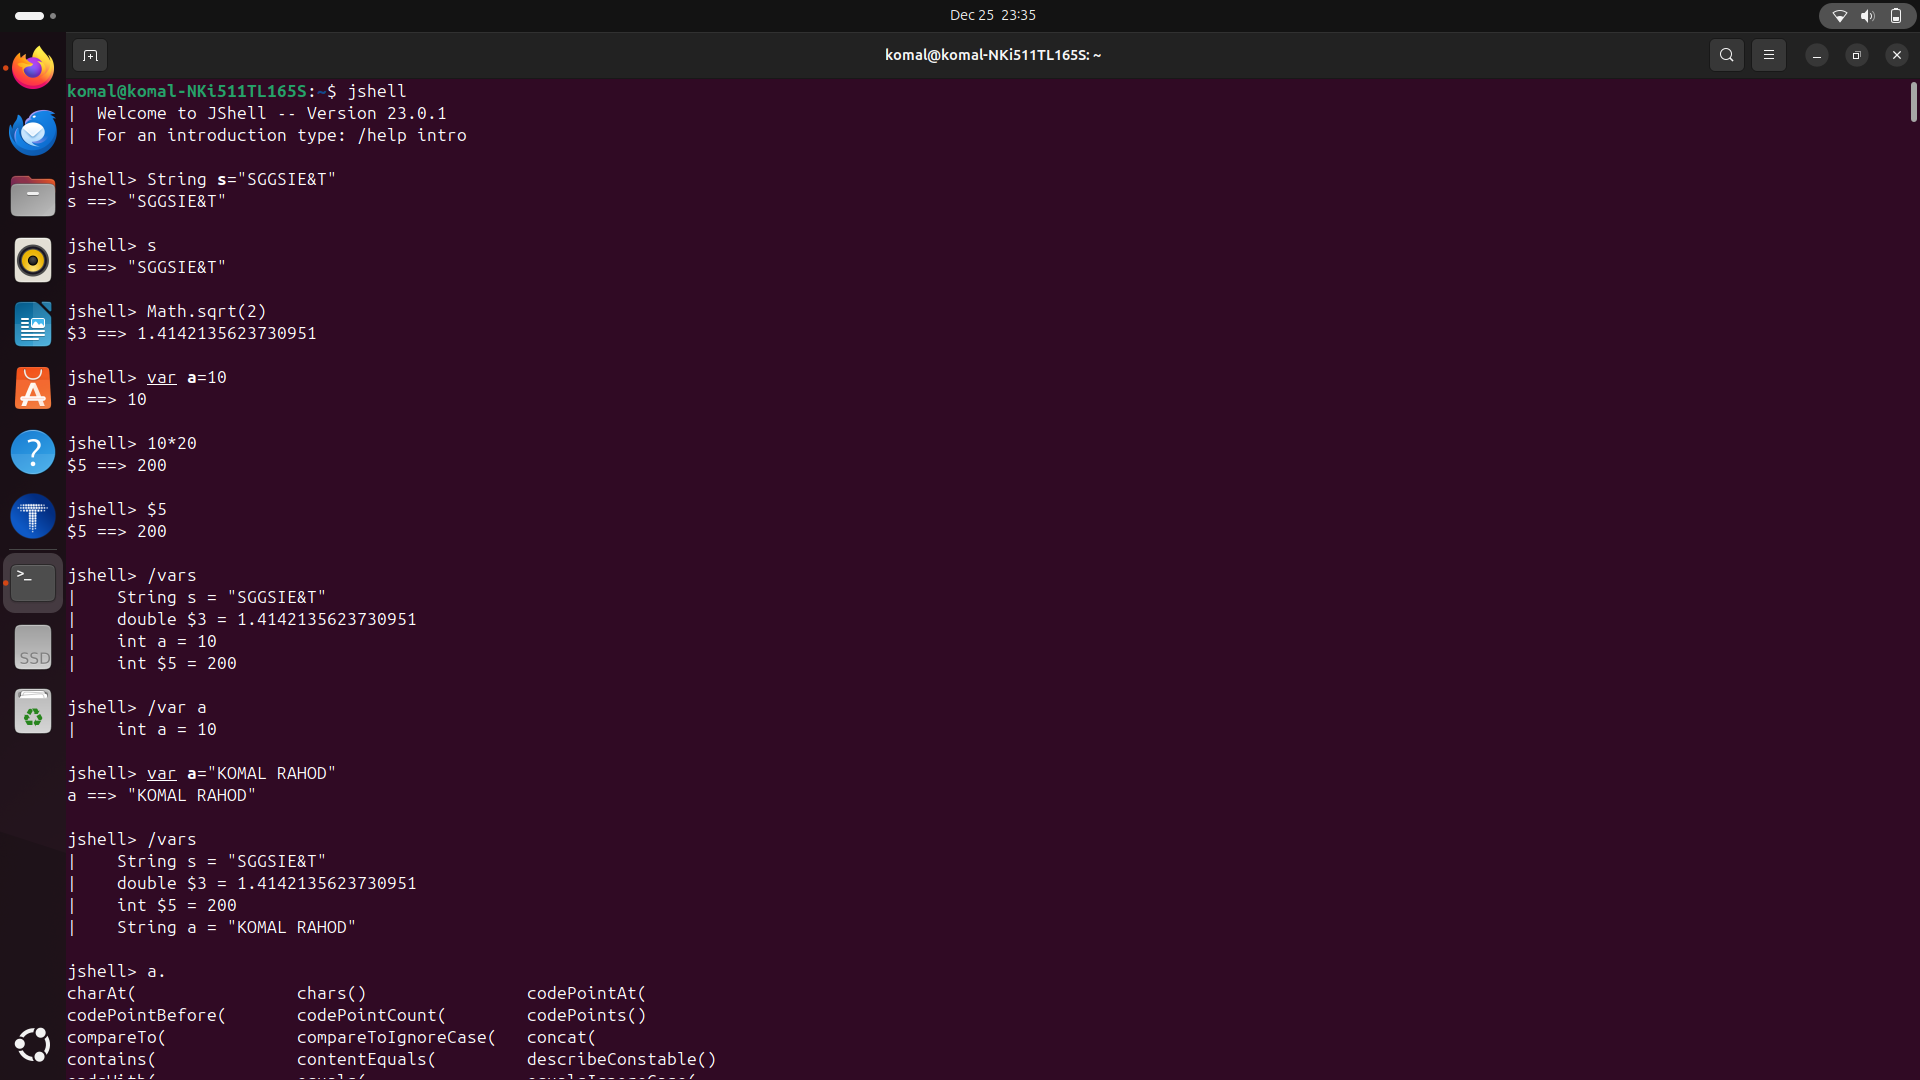 Dec 25 23:35
komal@komal-NKi511TL165S: ~
komal@komal-NKi511TL165S:~$ jshell
|  Welcome to JShell -- Version 23.0.1
|  For an introduction type: /help intro
jshell> String s="SGGSIE&T"
s ==> "SGGSIE&T"
jshell> s
s ==> "SGGSIE&T"
jshell> Math.sqrt(2)
$3 ==> 1.4142135623730951
jshell> var a=10
a ==> 10
jshell> 10*20
$5 ==> 200
jshell> $5
$5 ==> 200
jshell> /vars
|    String s = "SGGSIE&T"
|    double $3 = 1.4142135623730951
|    int a = 10
|    int $5 = 200
jshell> /var a
|    int a = 10
jshell> var a="KOMAL RAHOD"
a ==> "KOMAL RAHOD"
jshell> /vars
|    String s = "SGGSIE&T"
|    double $3 = 1.4142135623730951
|    int $5 = 200
|    String a = "KOMAL RAHOD"
jshell> a.
charAt(                chars()                codePointAt(
codePointBefore(       codePointCount(        codePoints()
compareTo(             compareToIgnoreCase(   concat(
contains(              contentEquals(         describeConstable()
SSD